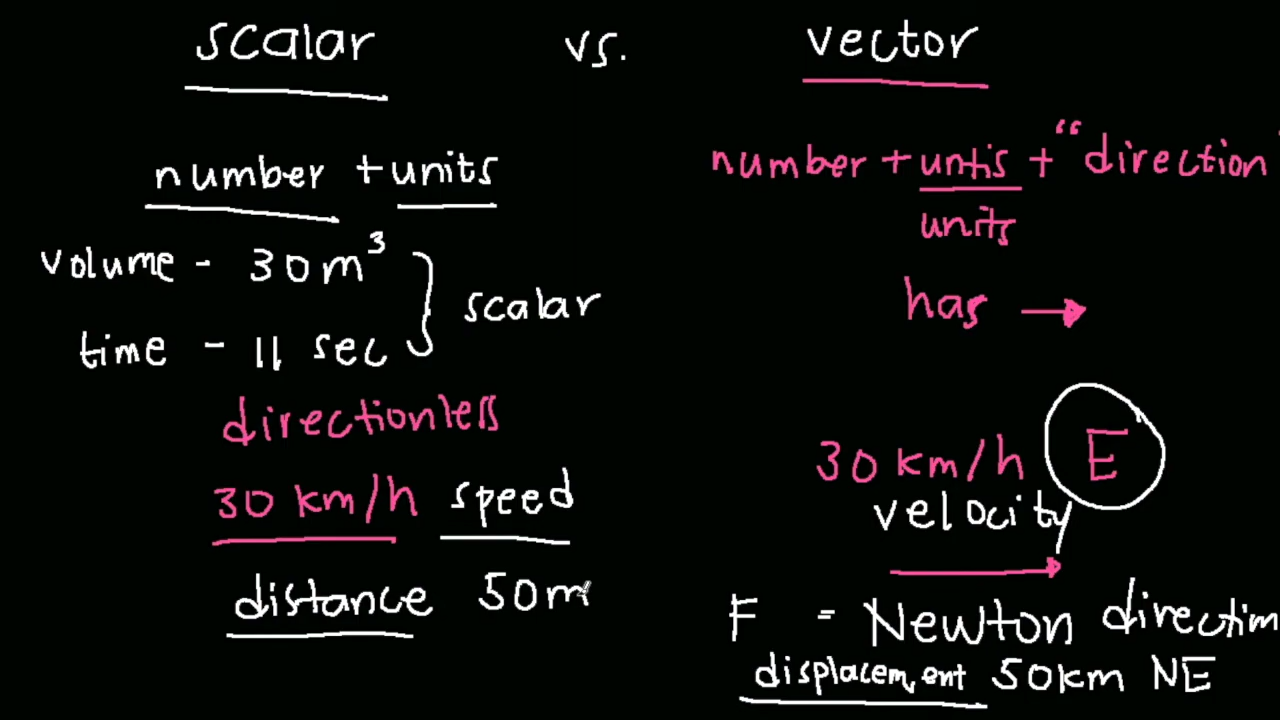 scalar vs. vector
number + units
volume - 30 m³
time - 11 sec
scalar
directionless
30 km/h speed
distance 50m
number + untis + “direction
units
has →
30 km/h E
velocity
F = Newton direction
displacement 50km NE